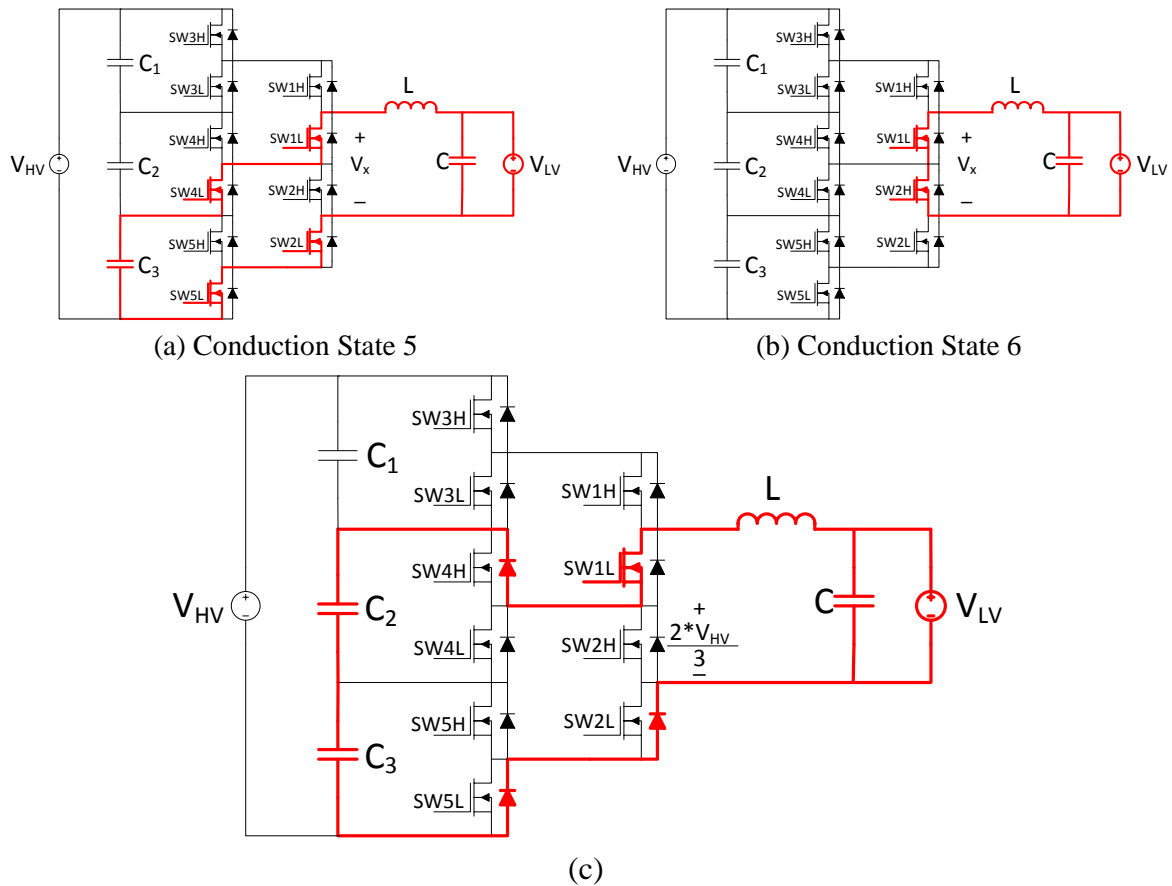 SW3H
C1
SW3L
SW1H
L
SW4H
SW1L
+
VHV
C2
Vx
C
VLV
SW4L
SW2H
–
SW5H
SW2L
C3
SW5L
(a) Conduction State 5
SW3H
C1
SW3L
SW1H
L
SW4H
SW1L
+
VHV
C2
Vx
C
VLV
SW4L
SW2H
–
SW5H
SW2L
C3
SW5L
(b) Conduction State 6
SW3H
C1
SW3L
SW1H
L
SW4H
SW1L
VHV
C2
+
C
VLV
SW4L
SW2H
2*VHV
3
–
SW5H
SW2L
C3
SW5L
(c)